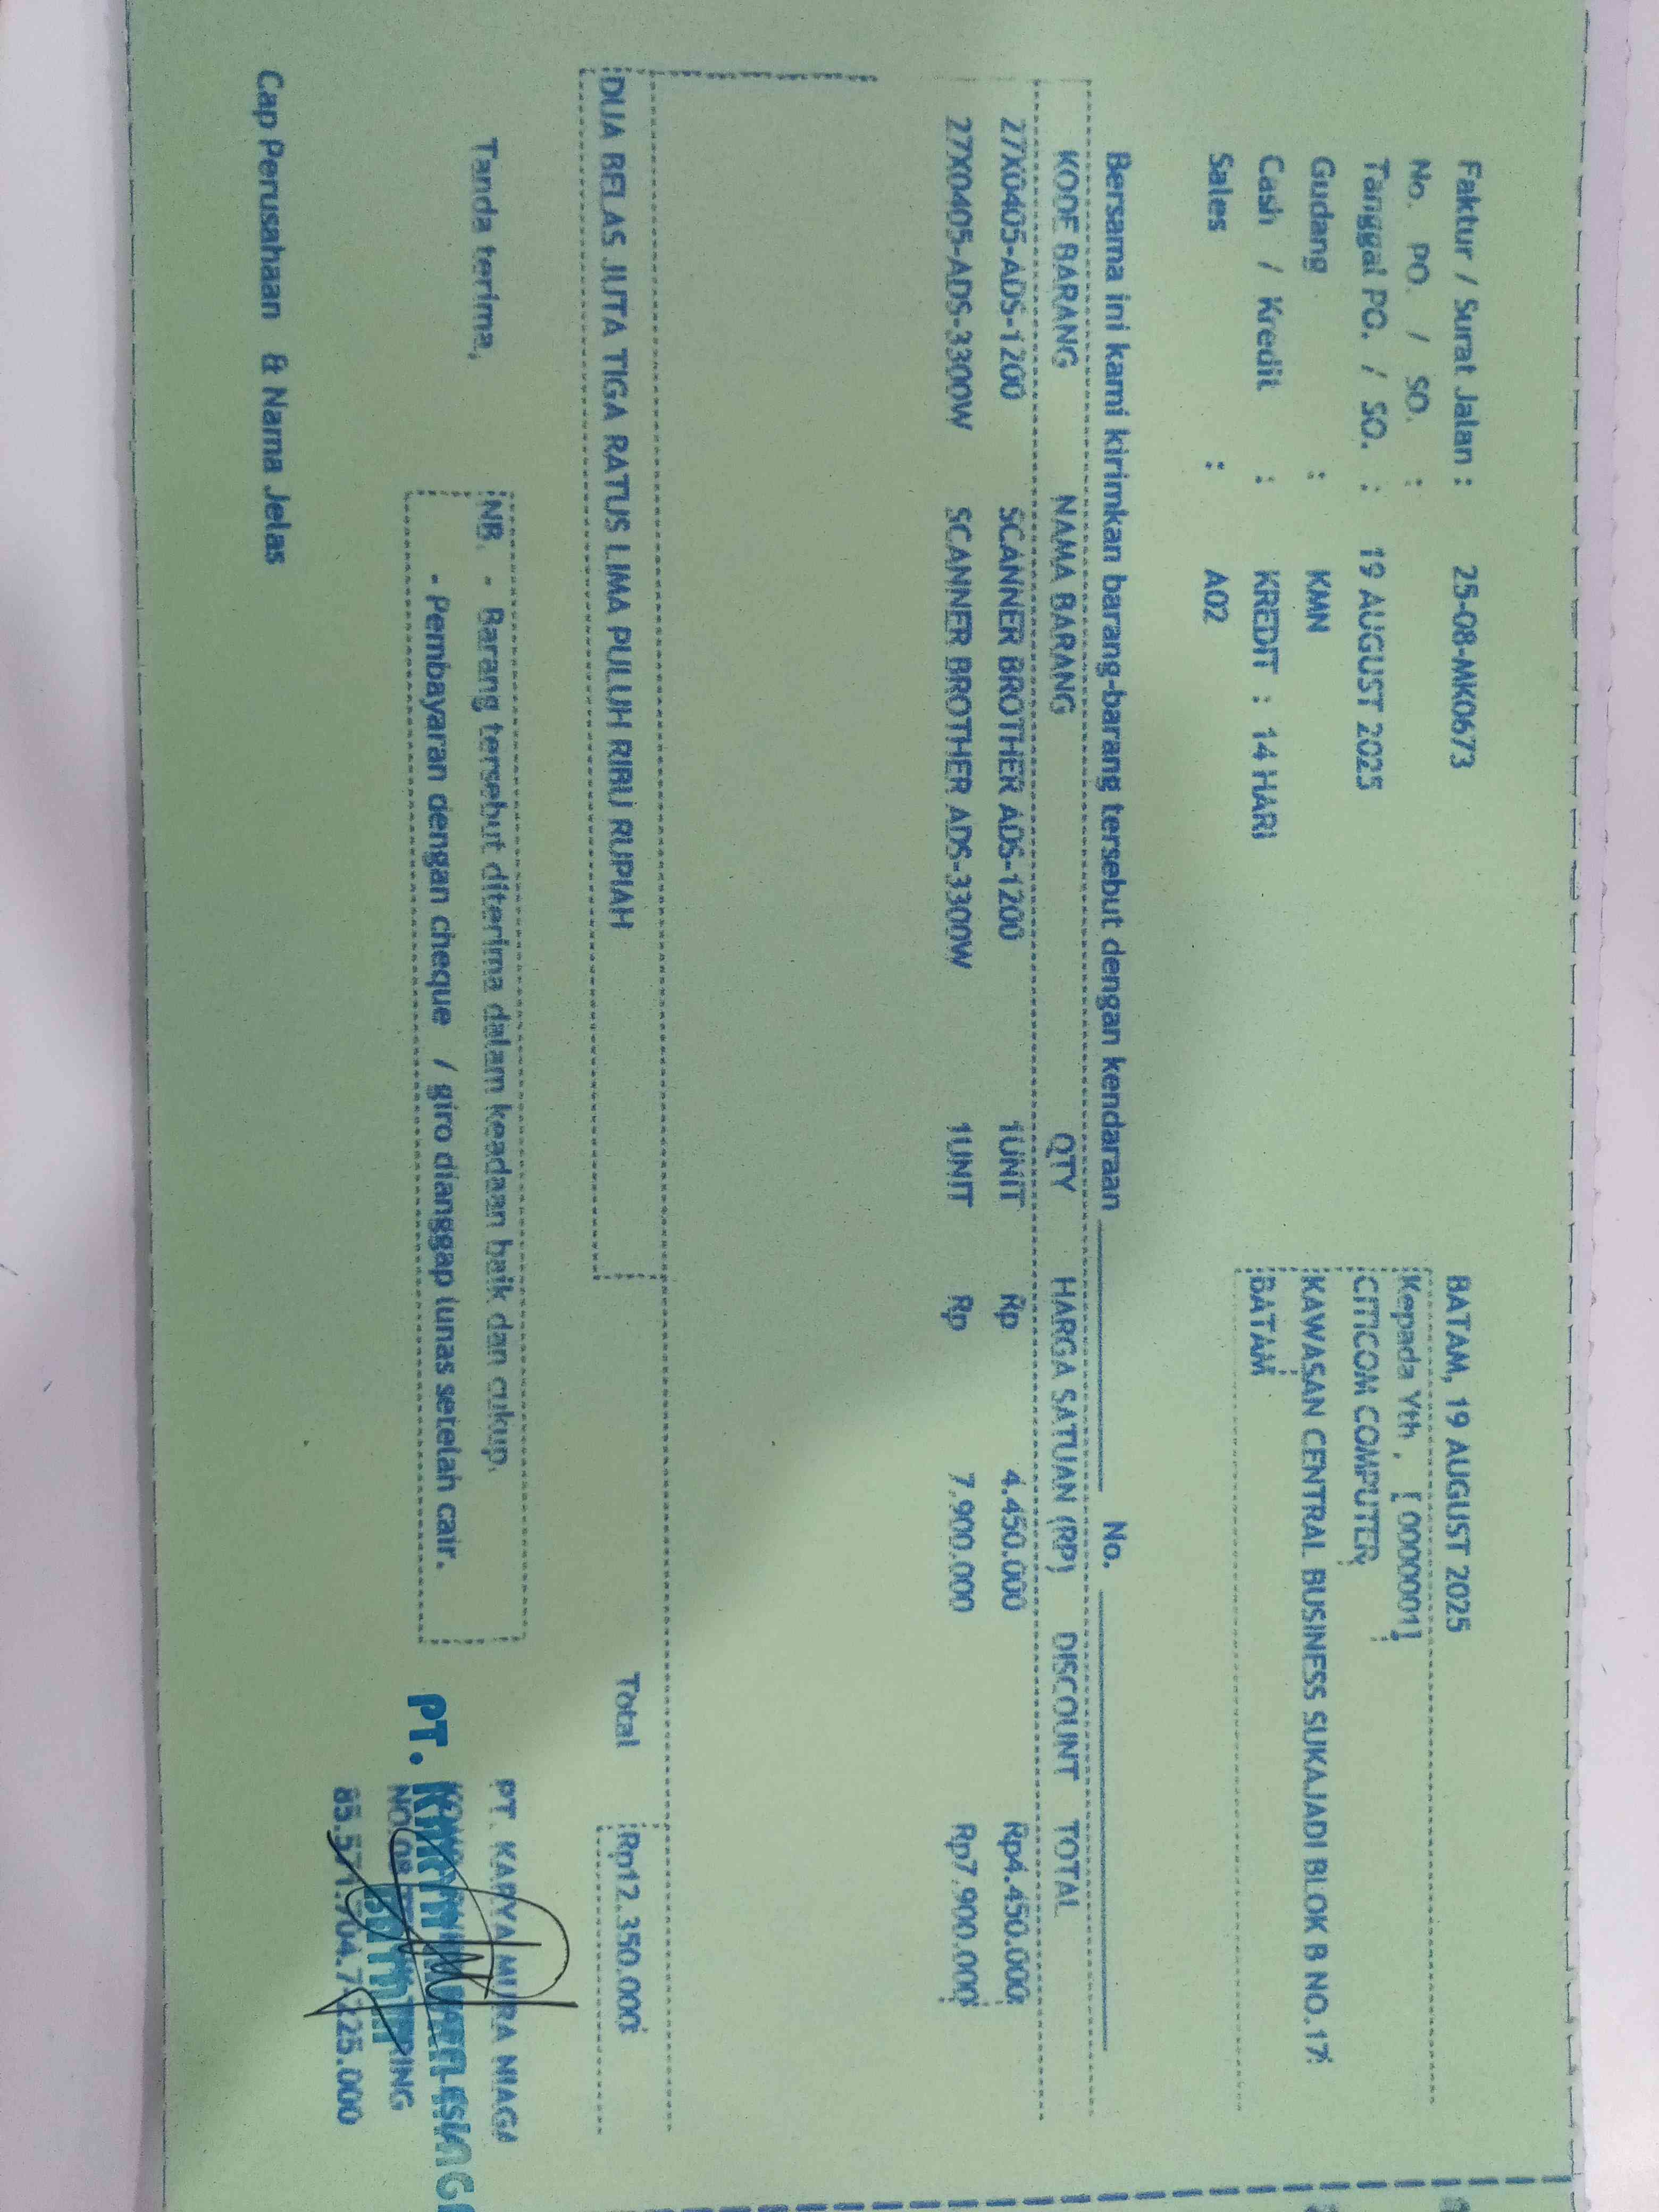 Faktur / Surat Jalan : 25-08-MK0673
BATAM, 19 AUGUST 2025
No. PO. / SO. :
Kepada Yth , [ 0000001]
Tanggal PO. / SO. : 19 AUGUST 2025
CITICOM COMPUTER
Gudang : KMN
KAWASAN CENTRAL BUSINESS SUKAJADI BLOK B NO.17
Cash / Kredit : KREDIT : 14 HARI
BATAM
Sales : A02
Bersama ini kami kirimkan barang-barang tersebut dengan kendaraan No.
KODE BARANG NAMA BARANG QTY HARGA SATUAN (RP) DISCOUNT TOTAL
27X0405-ADS-1200 SCANNER BROTHER ADS-1200 1UNIT Rp 4.450.000 Rp4.450.000
27X0405-ADS-3300W SCANNER BROTHER ADS-3300W 1UNIT Rp 7.900.000 Rp7.900.000
DUA BELAS JUTA TIGA RATUS LIMA PULUH RIBU RUPIAH Total Rp12.350.000
Tanda terima,
NB. - Barang tersebut diterima dalam keadaan baik dan cukup.
- Pembayaran dengan cheque / giro dianggap lunas setelah cair.
PT. KARYA MITRA NIAGA
PT.
Cap Perusahaan & Nama Jelas